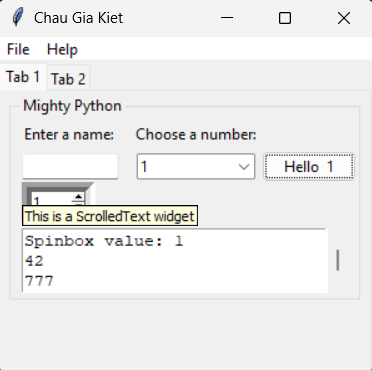 Chau Gia Kiet
File Help
Tab 1 Tab 2
Mighty Python
Enter a name: Choose a number:
1 Hello 1
1
This is a ScrolledText widget
Spinbox value: 1
42
777